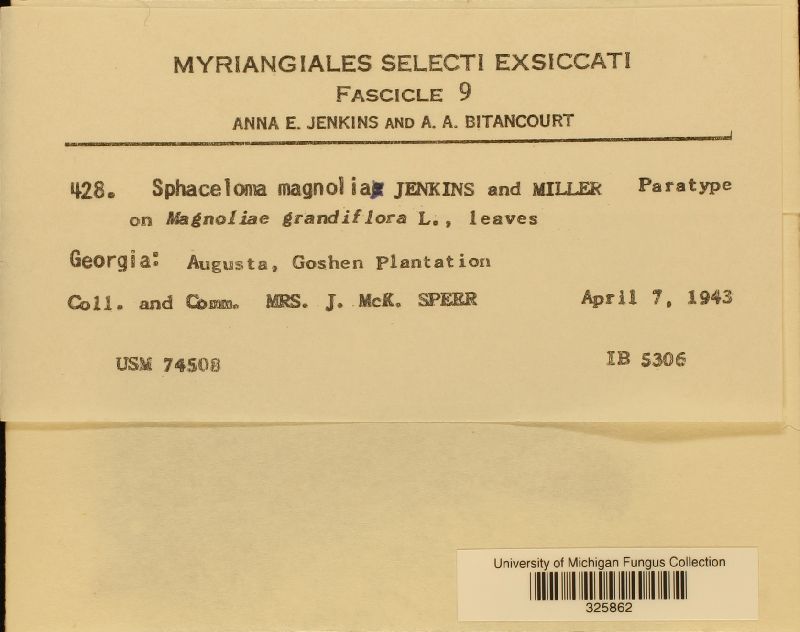 MYRIANGIALES SELECTI EXSICCATI
FASCICLE 9
ANNA E. JENKINS AND A. A. BITANCOURT
428. Sphaceloma magnoliae JENKINS and MILLER Paratype
on Magnoliae grandiflora L., leaves
Georgia: Augusta, Goshen Plantation
Coll. and Comm. MRS. J. McK. SPEER April 7, 1943
USM 74508 IB 5306
University of Michigan Fungus Collection
325862